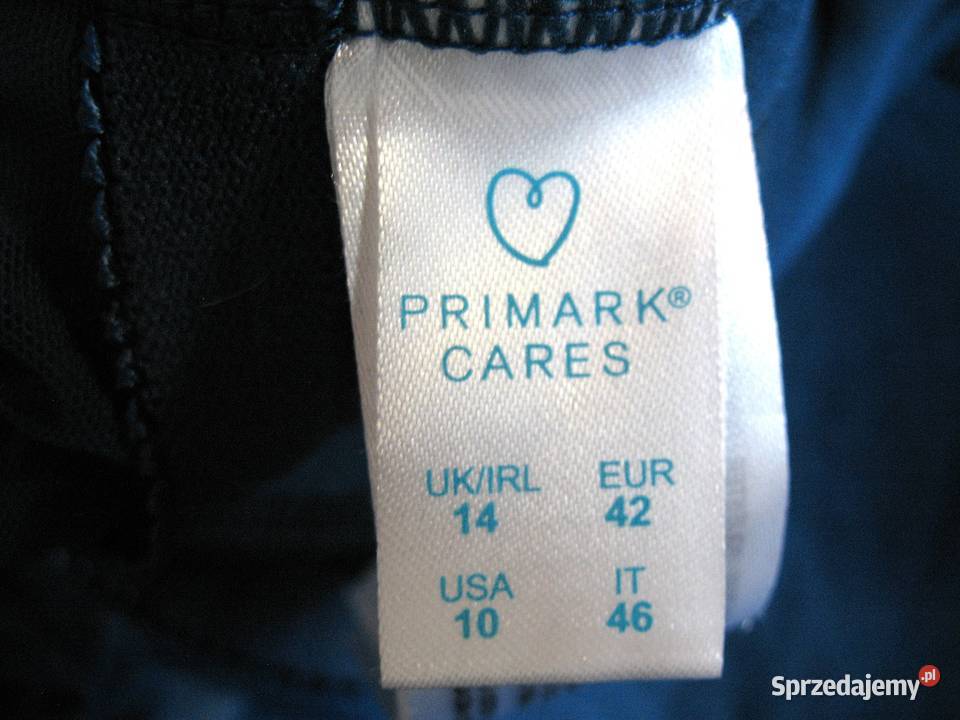 PRIMARK®
CARES
UK/IRL EUR
14 42
USA IT
10 46
Sprzedajemy.pl